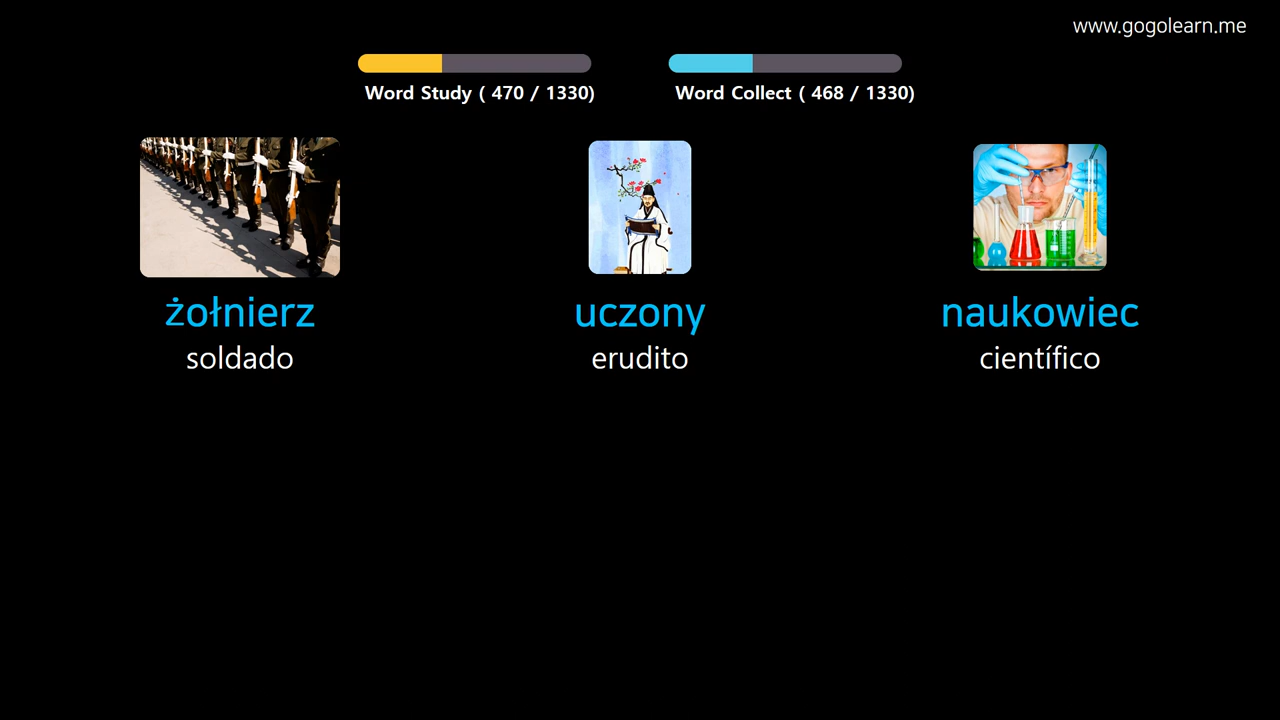 www.gogolearn.me
Word Study ( 470 / 1330)
Word Collect ( 468 / 1330)
żołnierz
soldado
uczony
erudito
naukowiec
científico